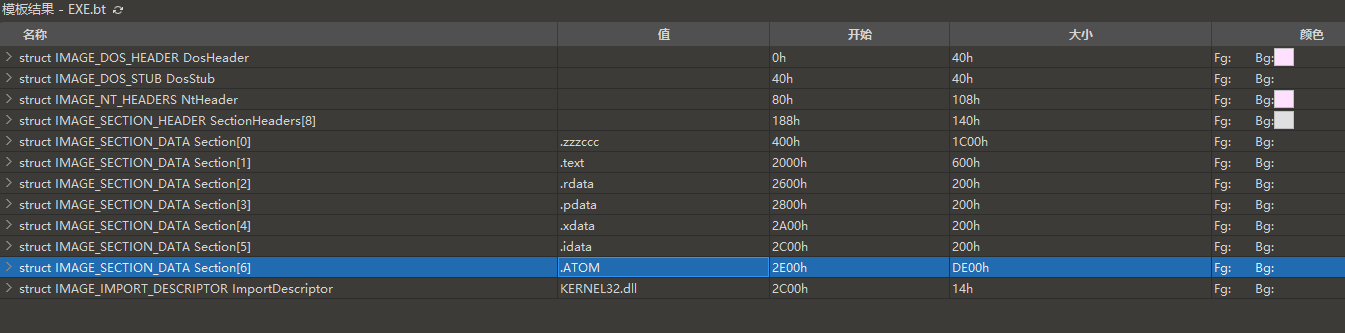 模板结果 - EXE.bt
名称 值 开始 大小 颜色
struct IMAGE_DOS_HEADER DosHeader 0h 40h Fg: Bg:
struct IMAGE_DOS_STUB DosStub 40h 40h Fg: Bg:
struct IMAGE_NT_HEADERS NtHeader 80h 108h Fg: Bg:
struct IMAGE_SECTION_HEADER SectionHeaders[8] 188h 140h Fg: Bg:
struct IMAGE_SECTION_DATA Section[0] .zzzccc 400h 1C00h Fg: Bg:
struct IMAGE_SECTION_DATA Section[1] .text 2000h 600h Fg: Bg:
struct IMAGE_SECTION_DATA Section[2] .rdata 2600h 200h Fg: Bg:
struct IMAGE_SECTION_DATA Section[3] .pdata 2800h 200h Fg: Bg:
struct IMAGE_SECTION_DATA Section[4] .xdata 2A00h 200h Fg: Bg:
struct IMAGE_SECTION_DATA Section[5] .idata 2C00h 200h Fg: Bg:
struct IMAGE_SECTION_DATA Section[6] .ATOM 2E00h DE00h Fg: Bg:
struct IMAGE_IMPORT_DESCRIPTOR ImportDescriptor KERNEL32.dll 2C00h 14h Fg: Bg: